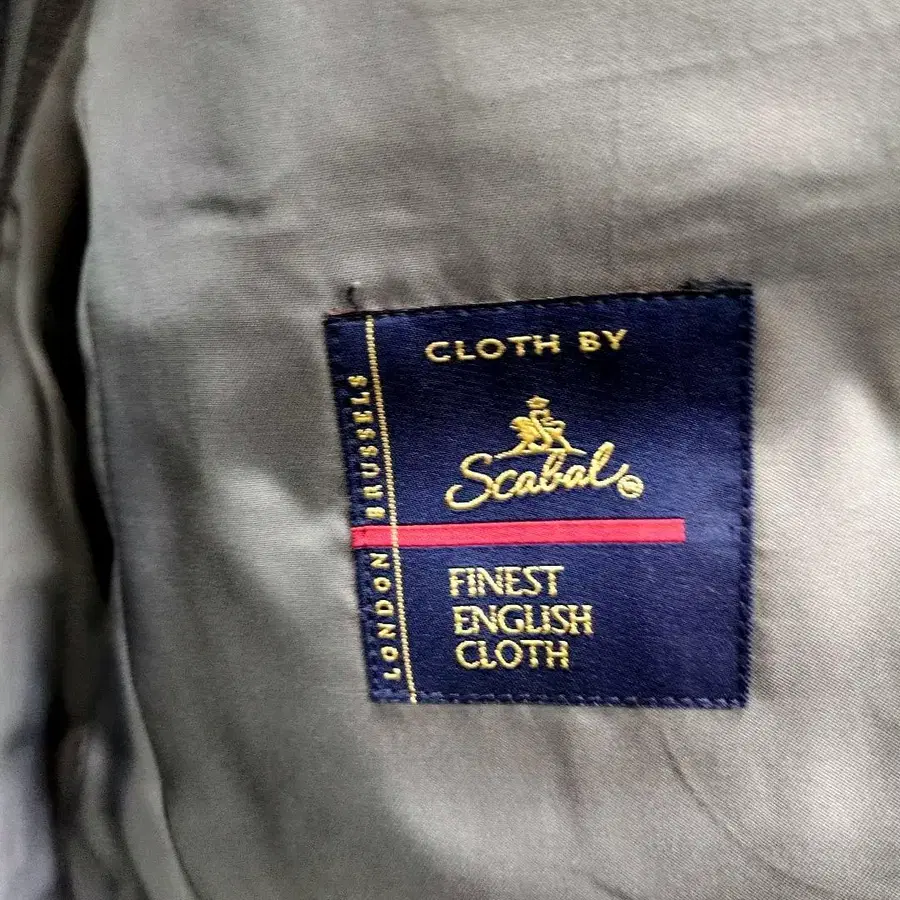 CLOTH BY
Scabal ®
FINEST
ENGLISH
CLOTH
LONDON BRUSSELS